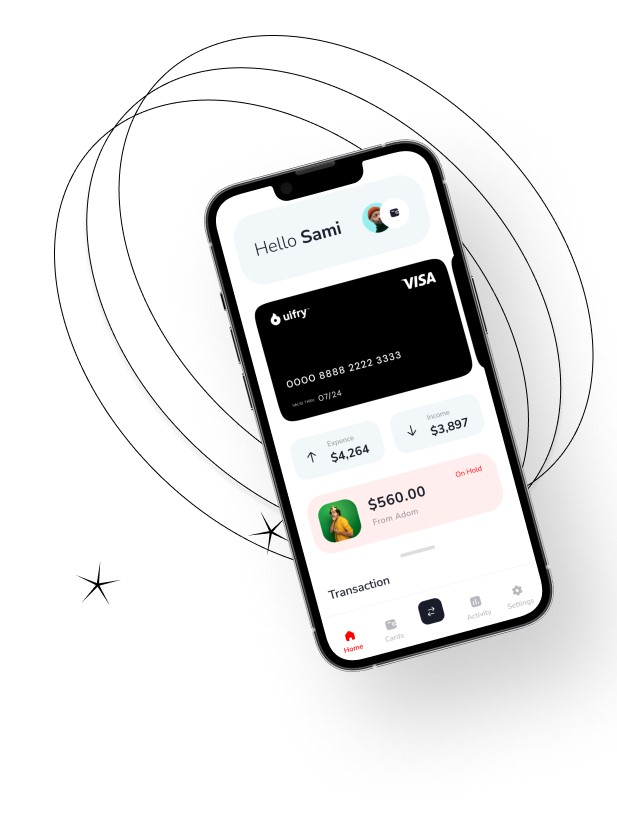 Hello Sami
uifry
VISA
0000 8888 2222 3333
VALID THRU 07/24
Expence
$4,264
Income
$3,897
On Hold
$560.00
From Adom
Transaction
Home
Cards
Activity
Settings